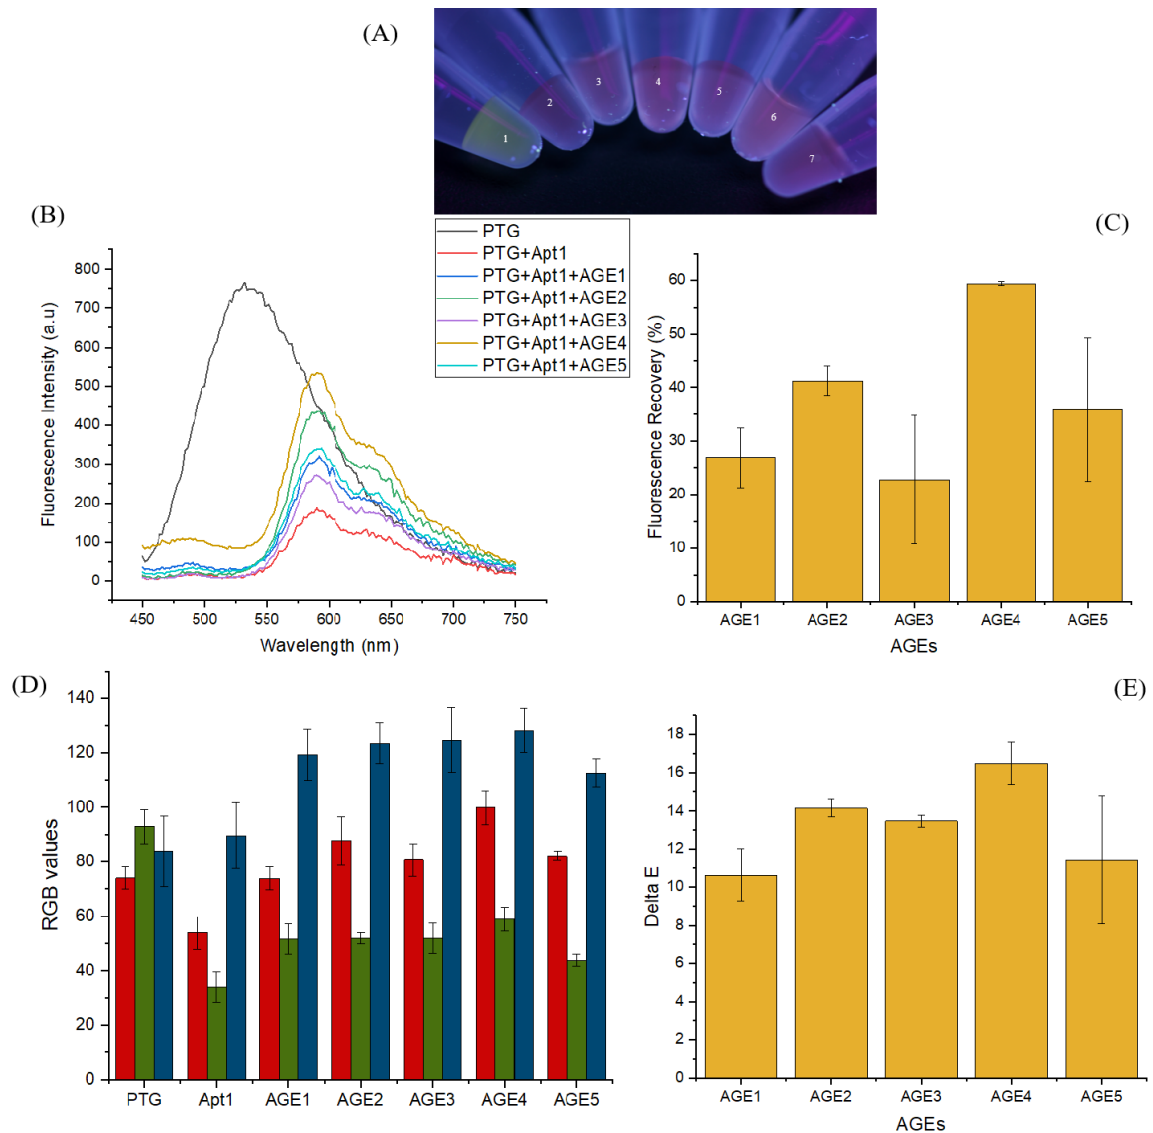 (A)
1
2
3
4
5
6
7
(B)
PTG
PTG+Apt1
PTG+Apt1+AGE1
PTG+Apt1+AGE2
PTG+Apt1+AGE3
PTG+Apt1+AGE4
PTG+Apt1+AGE5
800
700
600
500
400
300
200
100
0
Fluorescence Intensity (a.u)
450 500 550 600 650 700 750
Wavelength (nm)
(C)
60
50
40
30
20
10
0
Fluorescence Recovery (%)
AGE1 AGE2 AGE3 AGE4 AGE5
AGEs
(D)
140
120
100
80
60
40
20
0
RGB values
PTG Apt1 AGE1 AGE2 AGE3 AGE4 AGE5
(E)
18
16
14
12
10
8
6
4
2
0
Delta E
AGE1 AGE2 AGE3 AGE4 AGE5
AGEs